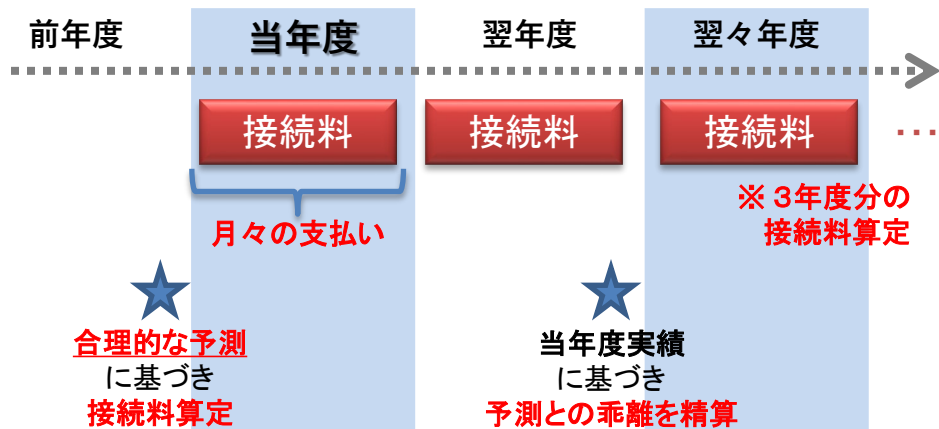 前年度
当年度
翌年度
翌々年度
接続料
接続料
接続料
…
月々の支払い
※３年度分の
接続料算定
合理的な予測
に基づき
接続料算定
当年度実績
に基づき
予測との乖離を精算